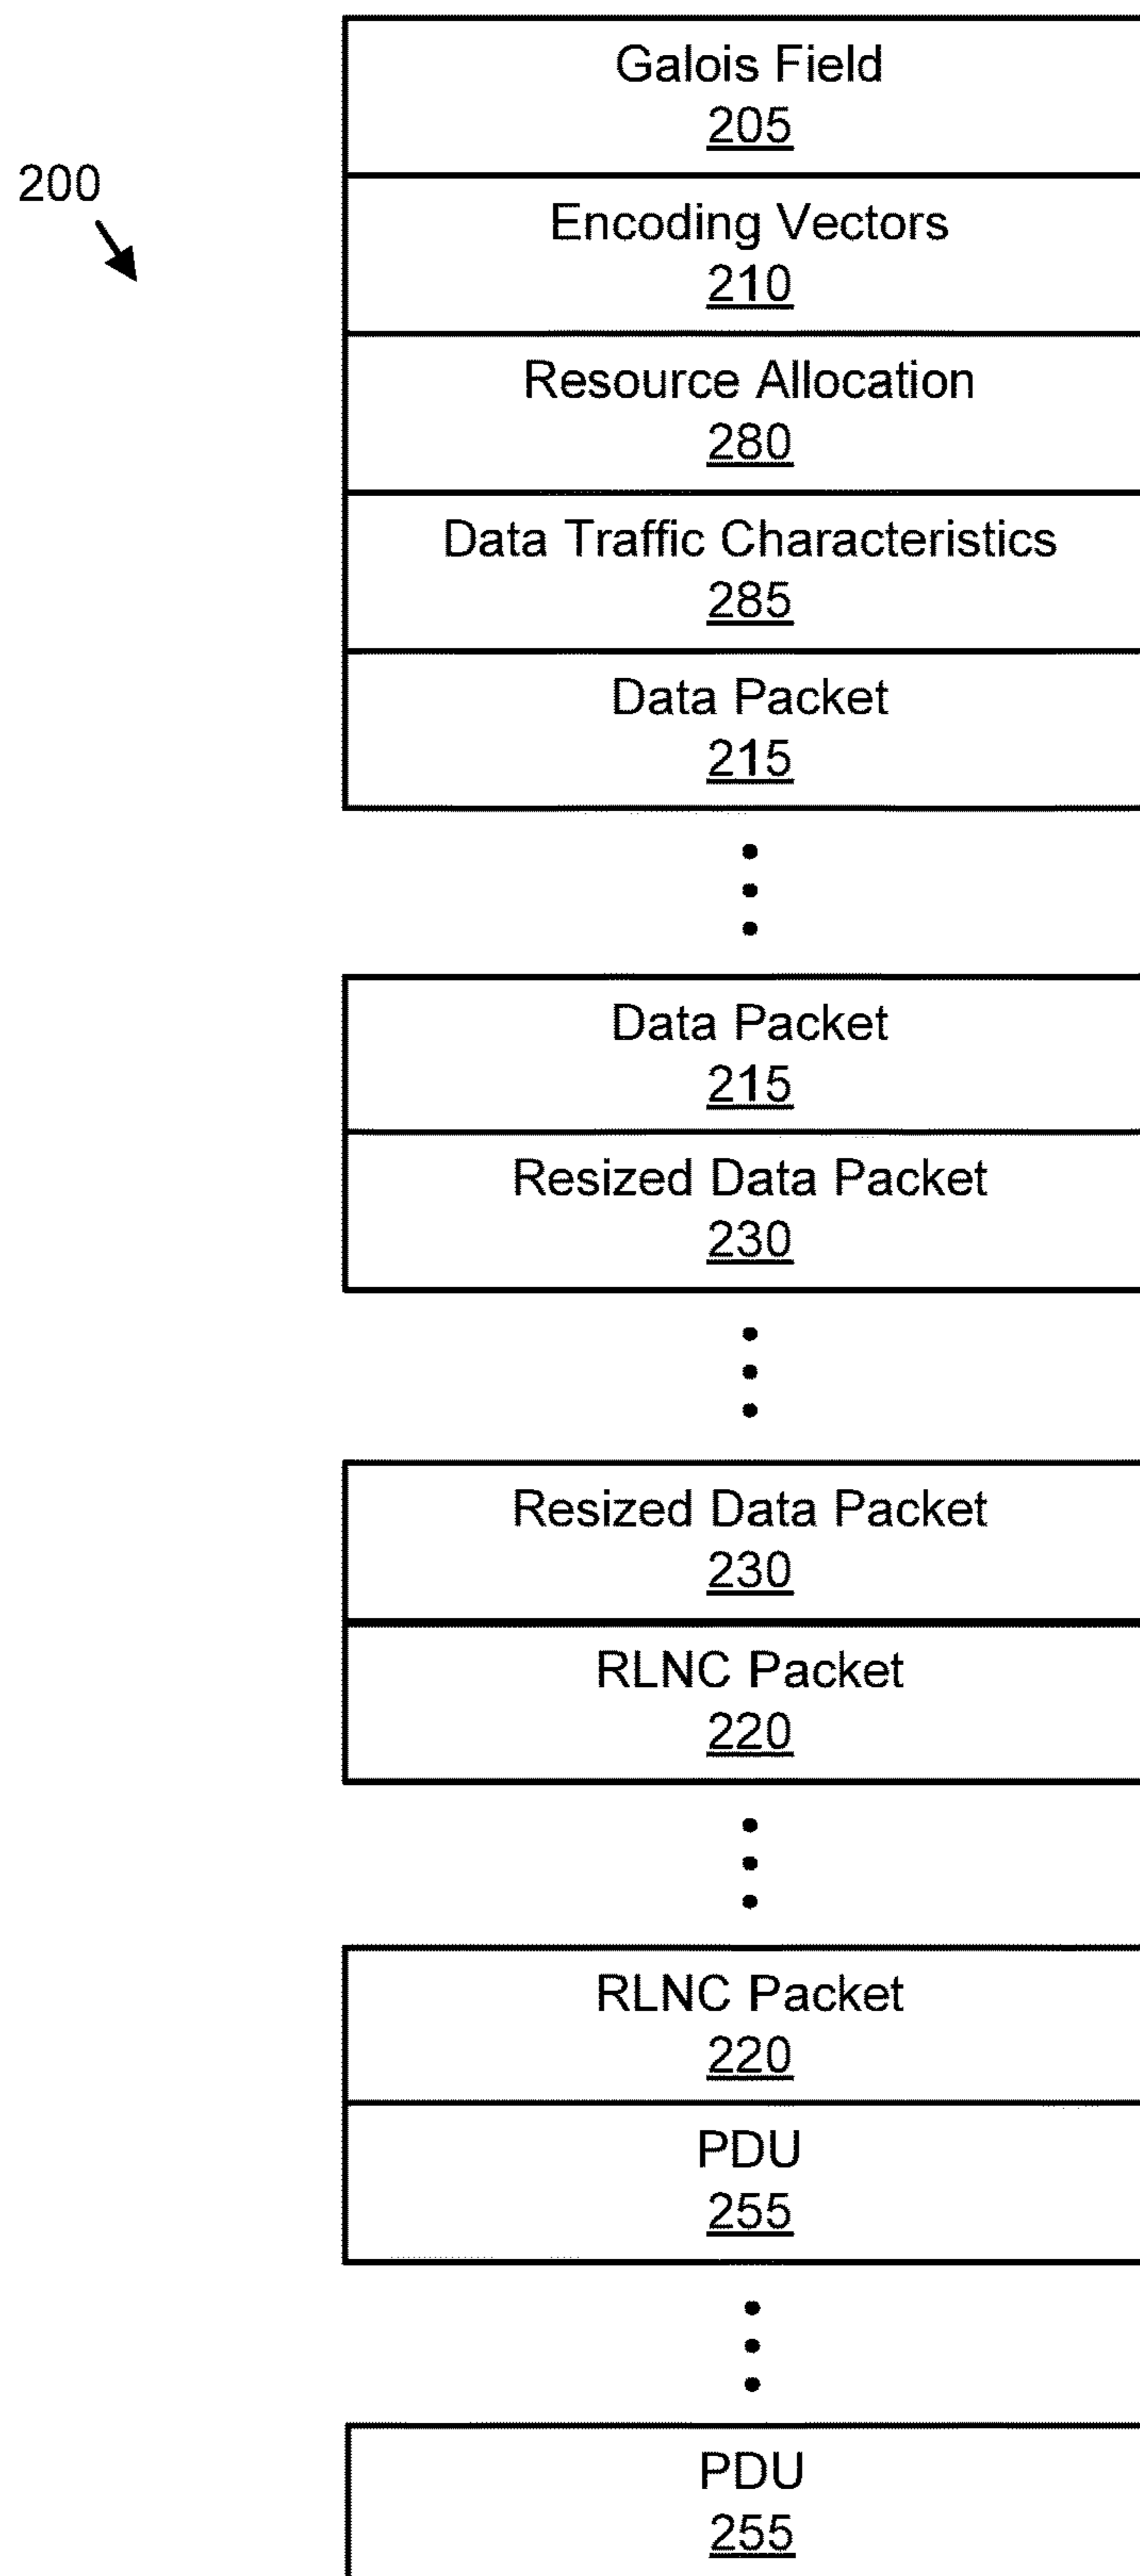 Galois Field
205
200
Encoding Vectors
210
Resource Allocation
280
Data Traffic Characteristics
285
Data Packet
215
Data Packet
215
Resized Data Packet
230
Resized Data Packet
230
RLNC Packet
220
RLNC Packet
220
PDU
255
PDU
255